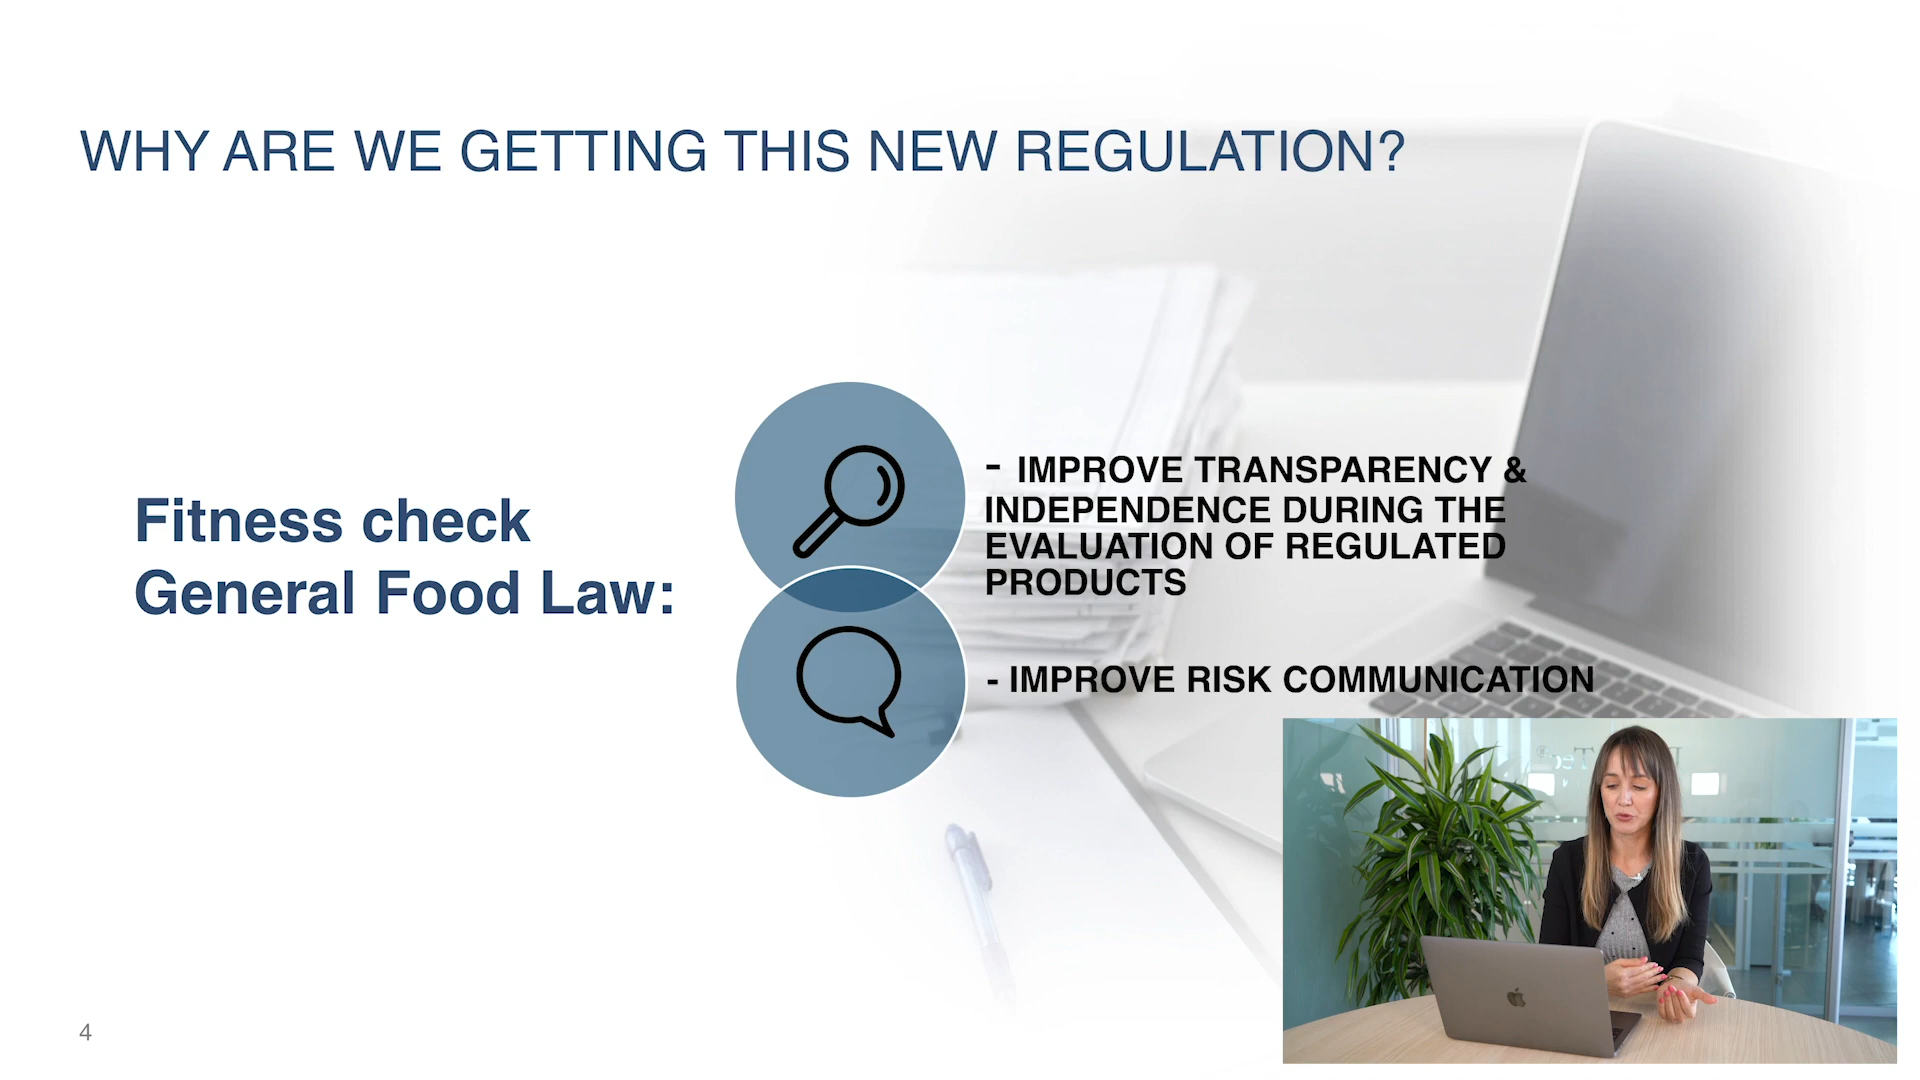 WHY ARE WE GETTING THIS NEW REGULATION?
Fitness check
General Food Law:
- IMPROVE TRANSPARENCY &
INDEPENDENCE DURING THE
EVALUATION OF REGULATED
PRODUCTS
- IMPROVE RISK COMMUNICATION
4